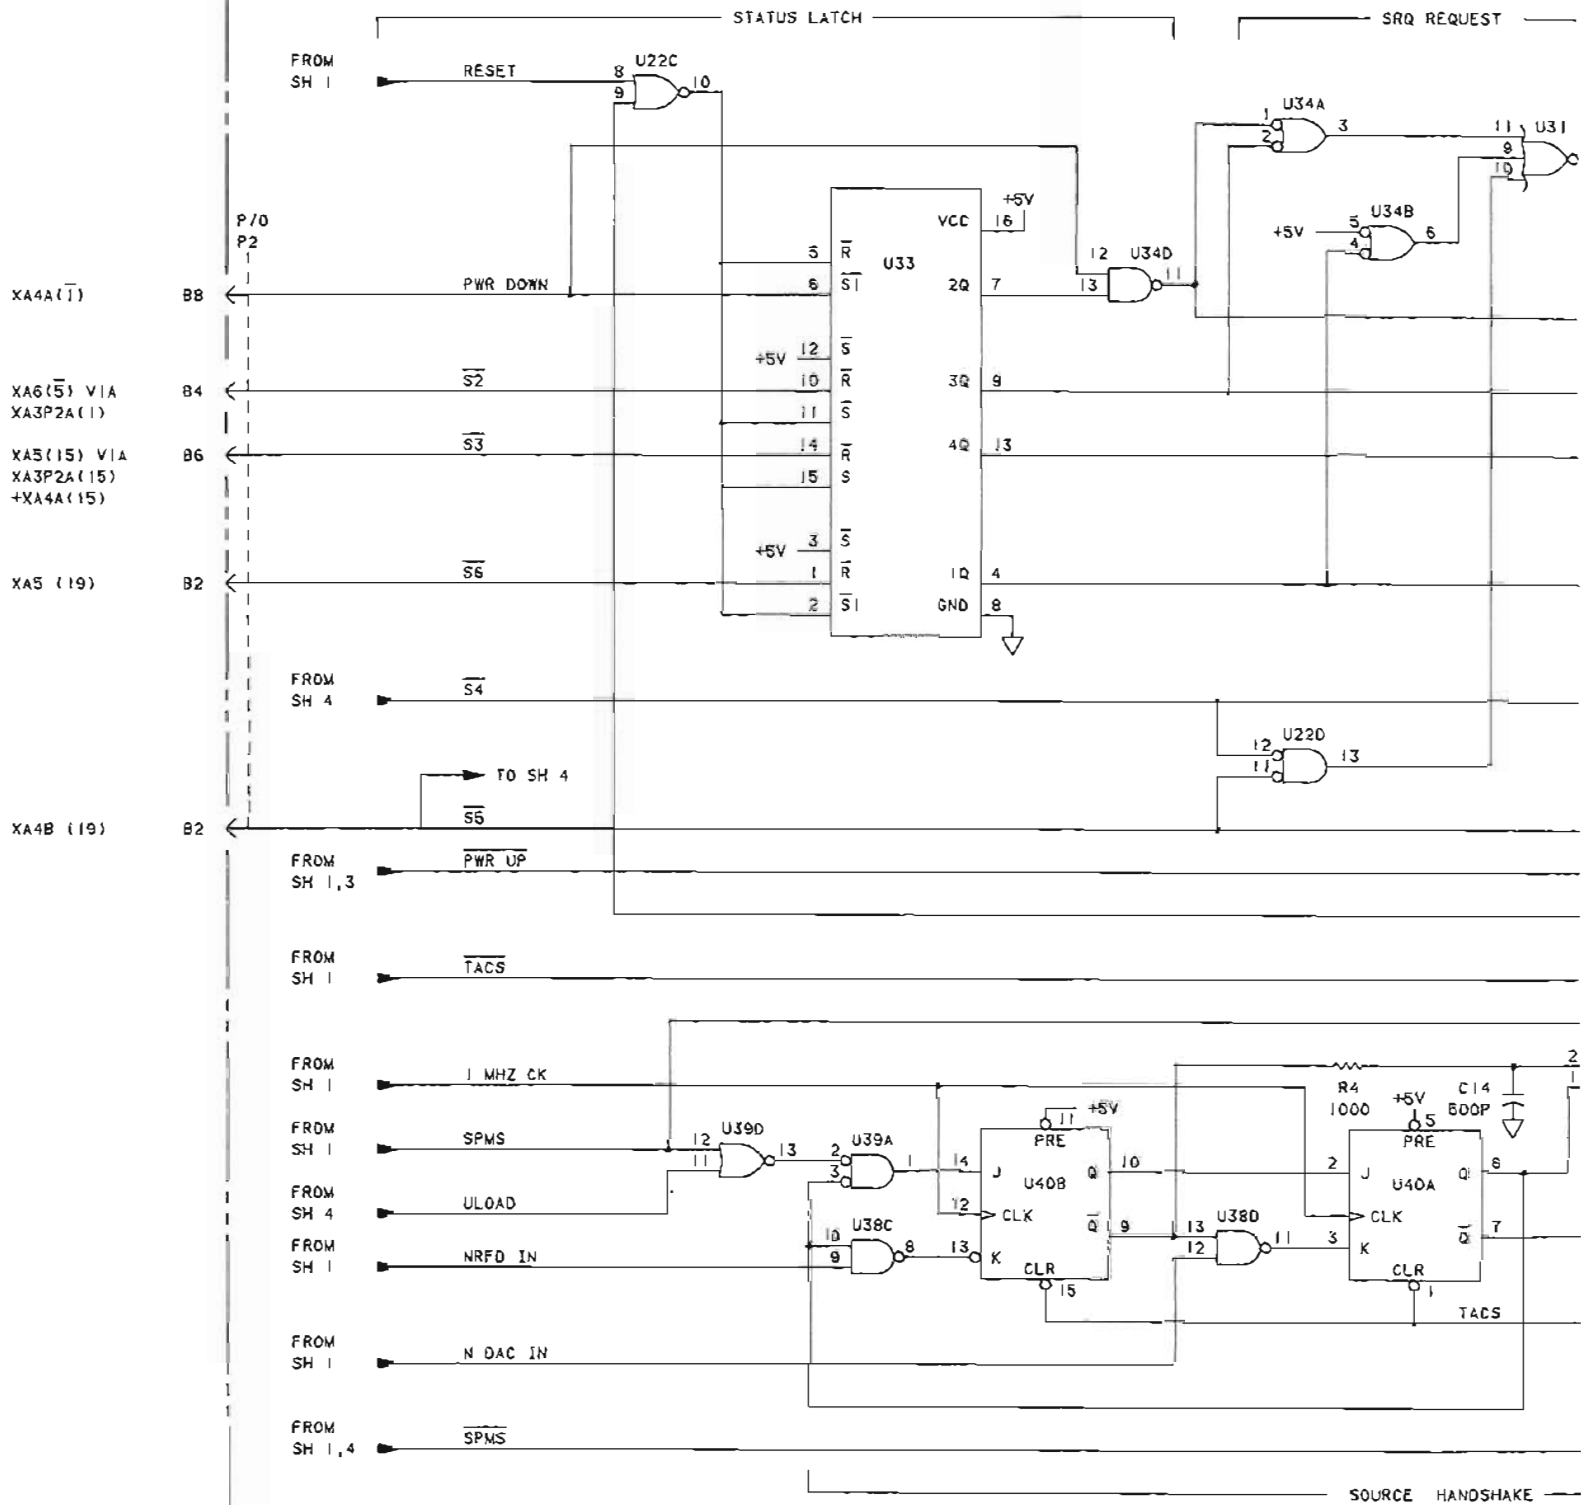 STATUS LATCH
SRQ REQUEST
FROM
SH 1
RESET
8
9
U22C
10
U34A
1
2
3
11
9
10
U31
P/O
P2
+5V
VCC
16
+5V
5
4
U34B
6
5
R
U33
12
U34D
11
XA4A(1)
B8
PWR DOWN
6
S1
2Q
7
13
+5V
12
S
XA6(5) VIA
XA3P2A(1)
B4
S2
10
R
3Q
9
11
S
XA5(15) VIA
XA3P2A(15)
+XA4A(15)
B6
S3
14
R
4Q
13
15
S
+5V
3
S
XA5 (19)
B2
S6
1
R
1Q
4
2
S1
GND
8
FROM
SH 4
S4
12
11
U22D
13
TO SH 4
XA4B (19)
B2
S5
FROM
SH 1,3
PWR UP
FROM
SH 1
TACS
FROM
SH 1
1 MHZ CK
R4
1000
C14
500P
2
1
+5V
11
PRE
+5V
5
PRE
FROM
SH 1
SPMS
12
11
U39D
13
U39A
2
3
1
14
J
Q
10
U40B
2
J
Q
6
U40A
FROM
SH 4
ULOAD
12
CLK
CLK
FROM
SH 1
NRFD IN
10
9
U38C
8
13
K
Q
9
13
12
U38D
11
3
K
Q
7
CLR
15
CLR
1
TACS
FROM
SH 1
N DAC IN
FROM
SH 1,4
SPMS
SOURCE HANDSHAKE